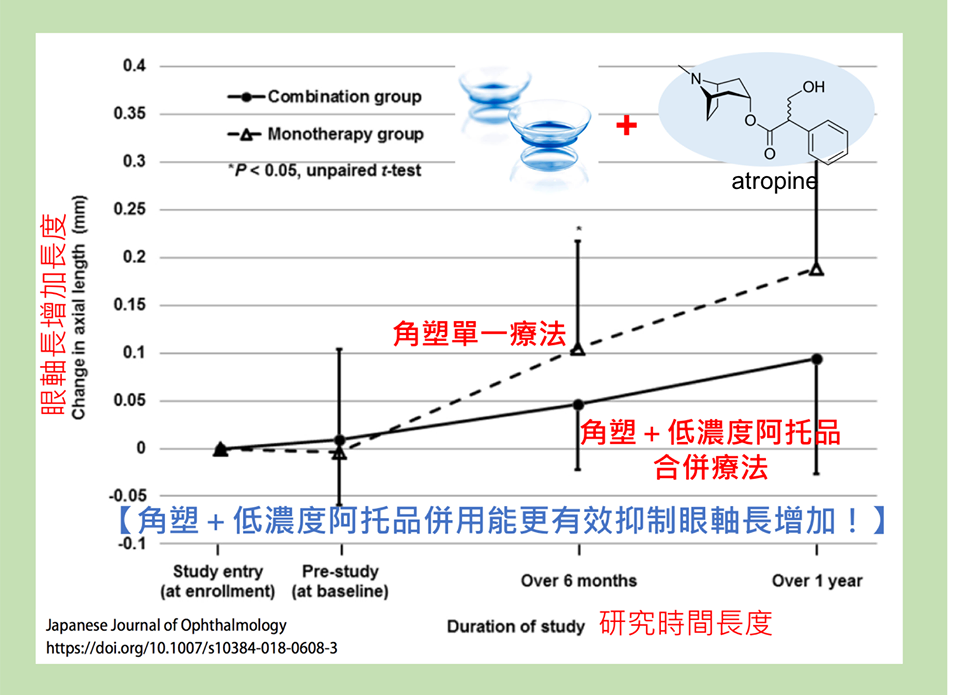 0.4
0.35
0.3
0.25
0.2
0.15
0.1
0.05
0
-0.05
-0.1
眼軸長增加長度
Change in axial length (mm)
Combination group
Monotherapy group
*P < 0.05, unpaired t-test
+
N
OH
O
O
atropine
*
角塑單一療法
角塑+低濃度阿托品
合併療法
【角塑+低濃度阿托品併用能更有效抑制眼軸長增加!】
Study entry
(at enrollment)
Pre-study
(at baseline)
Over 6 months
Over 1 year
Duration of study 研究時間長度
Japanese Journal of Ophthalmology
https://doi.org/10.1007/s10384-018-0608-3